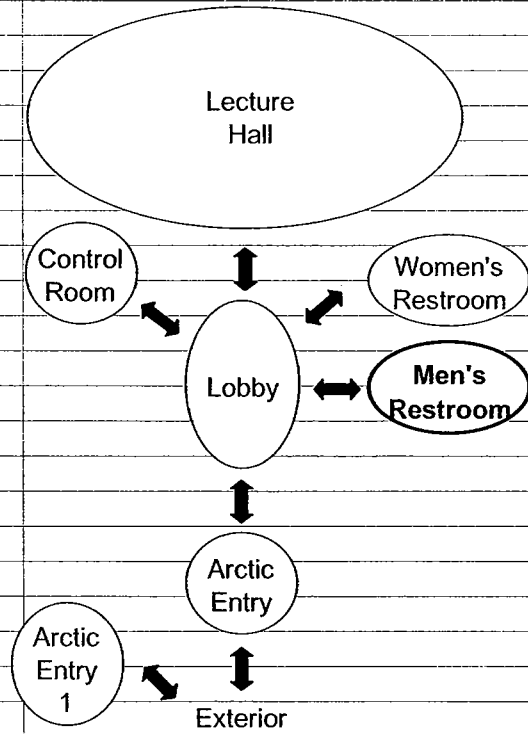 Lecture
Hall
Control
Room
Women's
Restroom
Lobby
Men's
Restroom
Arctic
Entry
Arctic
Entry
1
Exterior